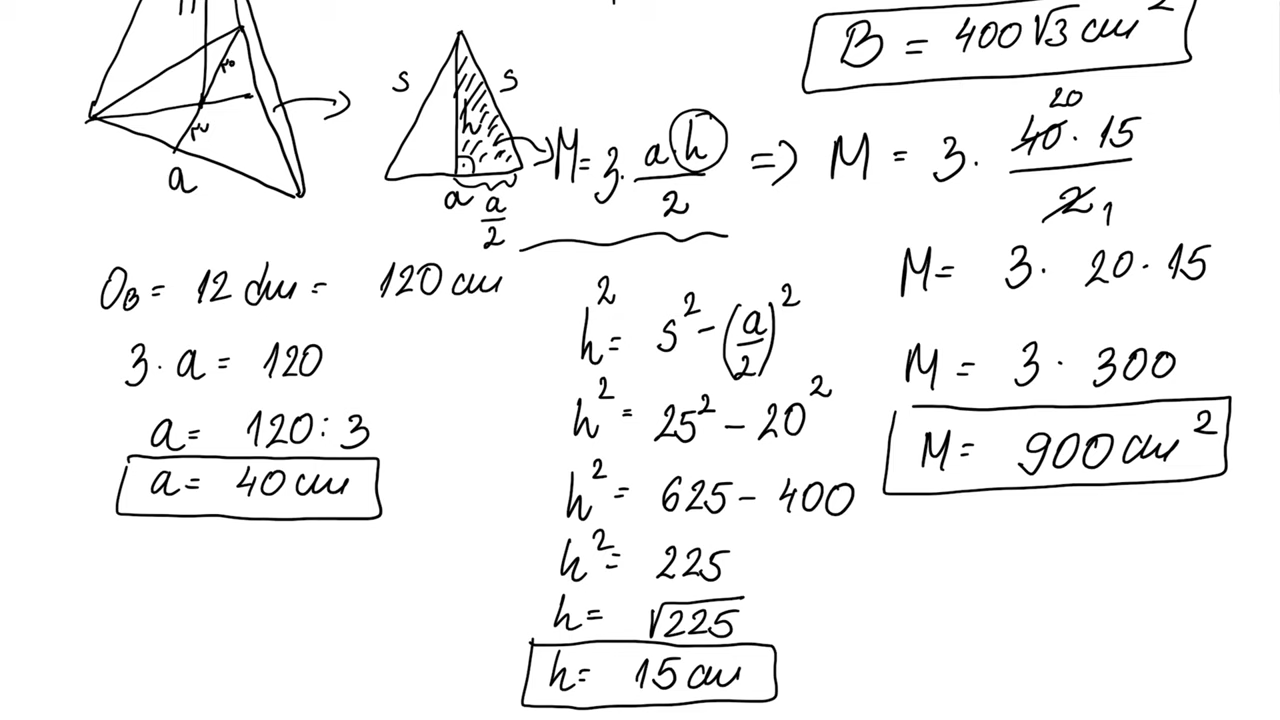 H
r₀
r₀
a
s
s
h
a
a/2
O_B = 12 dm = 120 cm
3 · a = 120
a = 120 : 3
a = 40 cm
M = 3 · a h / 2 => M = 3 · 40 · 15 / 2
20
1
h² = s² - (a/2)²
h² = 25² - 20²
h² = 625 - 400
h² = 225
h = √225
h = 15 cm
B = 400√3 cm²
M = 3 · 20 · 15
M = 3 · 300
M = 900 cm²